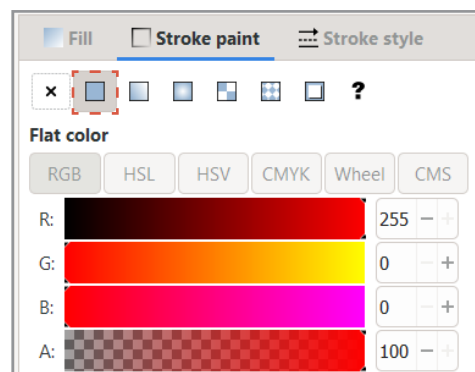 Fill Stroke paint Stroke style
× ?
Flat color
RGB HSL HSV CMYK Wheel CMS
R: 255 − +
G: 0 − +
B: 0 − +
A: 100 − +